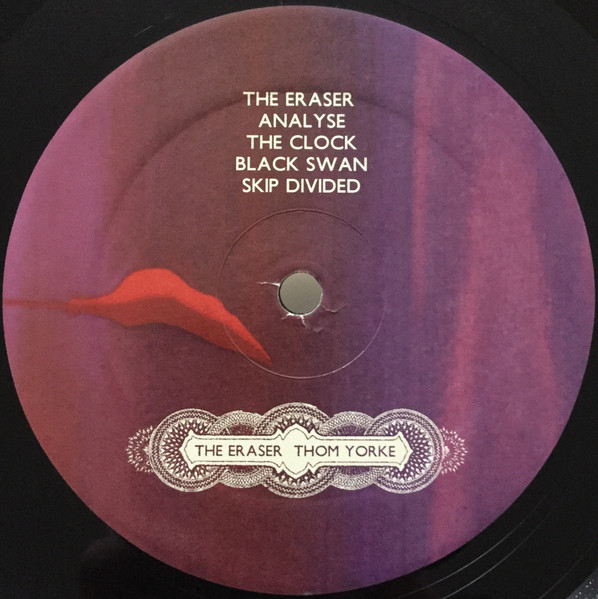 THE ERASER
ANALYSE
THE CLOCK
BLACK SWAN
SKIP DIVIDED
THE ERASER THOM YORKE